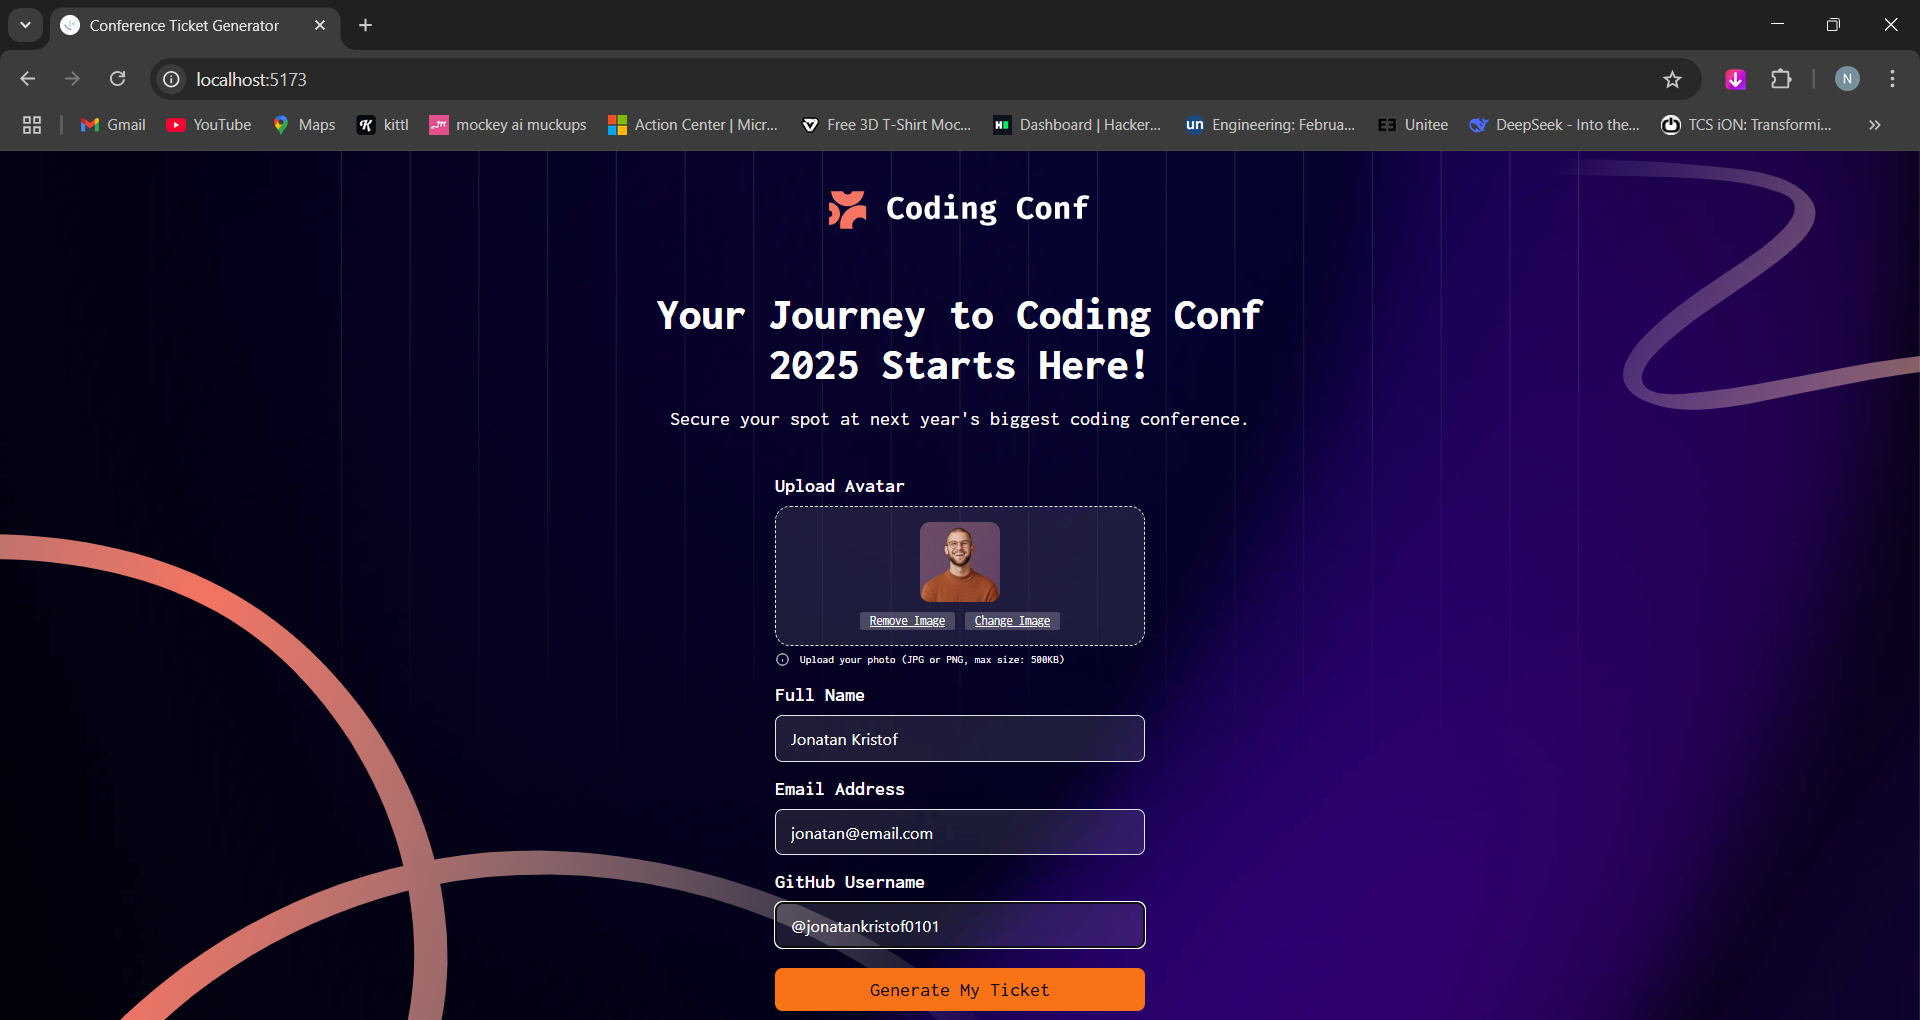 Conference Ticket Generator
localhost:5173
N
Gmail
YouTube
Maps
kittl
mockey ai muckups
Action Center | Micr...
Free 3D T-Shirt Moc...
Dashboard | Hacker...
un Engineering: Februa...
Unitee
DeepSeek - Into the...
TCS iON: Transformi...
Coding Conf
Your Journey to Coding Conf
2025 Starts Here!
Secure your spot at next year's biggest coding conference.
Upload Avatar
Remove Image Change Image
Upload your photo (JPG or PNG, max size: 500KB)
Full Name
Jonatan Kristof
Email Address
jonatan@email.com
GitHub Username
@jonatankristof0101
Generate My Ticket